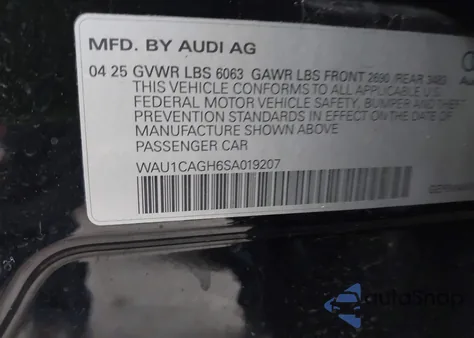 MFD. BY AUDI AG
04 25 GVWR LBS 6063 GAWR LBS FRONT 2690 REAR 3483
THIS VEHICLE CONFORMS TO ALL APPLICABLE U.S.
FEDERAL MOTOR VEHICLE SAFETY, BUMPER AND THEFT
PREVENTION STANDARDS IN EFFECT ON THE DATE OF
MANUFACTURE SHOWN ABOVE
PASSENGER CAR
WAU1CAGH6SA019207
autoShop